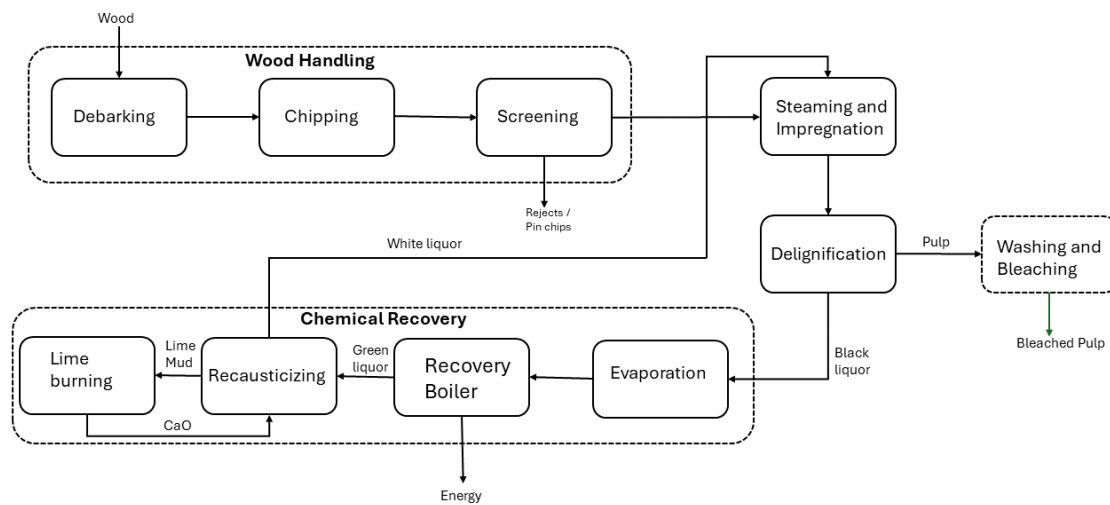 Wood
Wood Handling
Debarking
Chipping
Screening
Steaming and
Impregnation
Rejects /
Pin chips
White liquor
Delignification
Pulp
Washing and
Bleaching
Bleached Pulp
Chemical Recovery
Lime
burning
Lime
Mud
Recausticizing
Green
liquor
Recovery
Boiler
Evaporation
Black
liquor
CaO
Energy